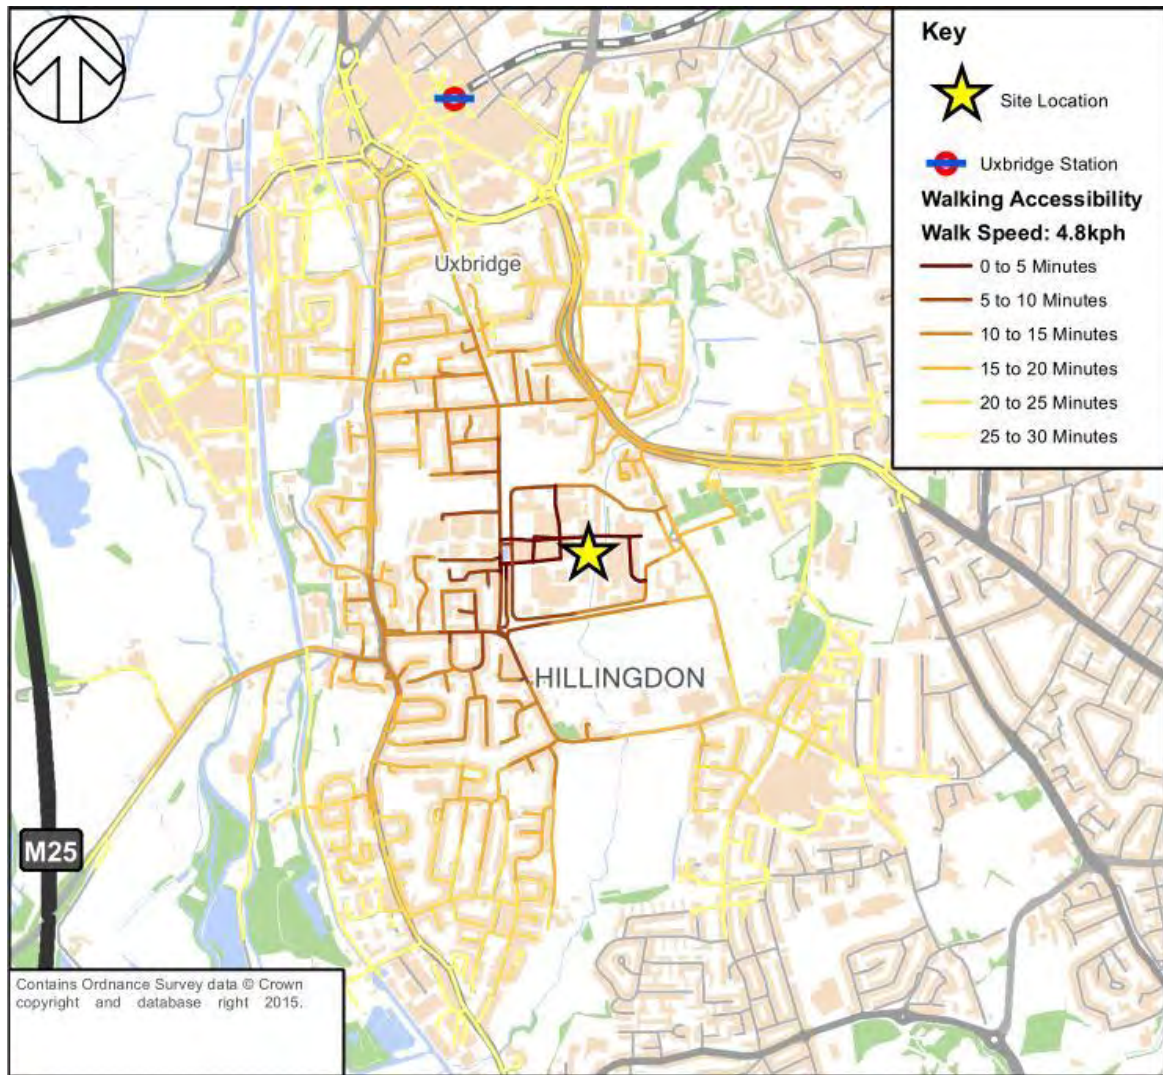 Key
Site Location
Uxbridge Station
Walking Accessibility
Walk Speed: 4.8kph
0 to 5 Minutes
5 to 10 Minutes
10 to 15 Minutes
15 to 20 Minutes
20 to 25 Minutes
25 to 30 Minutes
Uxbridge
HILLINGDON
M25
Contains Ordnance Survey data © Crown
copyright and database right 2015.